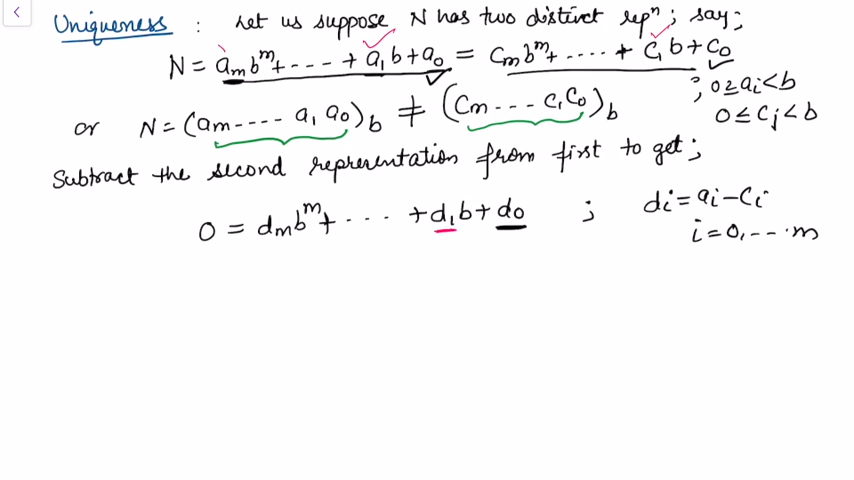 Uniqueness : Let us suppose N has two distinct repⁿ; say;
N = aₘbᵐ + ---- + a₁b + a₀ = Cₘbᵐ + ---- + C₁b + C₀
; 0 ≥ aᵢ < b
or N = (aₘ---- a₁ a₀)_b ≠ (Cₘ--- C₁C₀)_b 0 ≤ Cⱼ < b
Subtract the second representation from first to get;
0 = dₘbᵐ + ---- + d₁b + d₀ ; dᵢ = aᵢ - Cᵢ
i = 0, --- . m